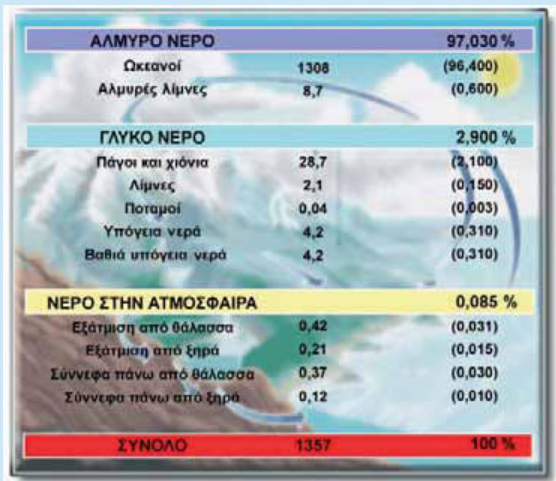 ΑΛΜΥΡΟ ΝΕΡΟ 97,030 %
Ωκεανοί 1308 (96,400)
Αλμυρές λίμνες 8,7 (0,600)
ΓΛΥΚΟ ΝΕΡΟ 2,900 %
Πάγοι και χιόνια 28,7 (2,100)
Λίμνες 2,1 (0,150)
Ποταμοί 0,04 (0,003)
Υπόγεια νερά 4,2 (0,310)
Βαθιά υπόγεια νερά 4,2 (0,310)
ΝΕΡΟ ΣΤΗΝ ΑΤΜΟΣΦΑΙΡΑ 0,085 %
Εξάτμιση από θάλασσα 0,42 (0,031)
Εξάτμιση από ξηρά 0,21 (0,015)
Σύννεφα πάνω από θάλασσα 0,37 (0,030)
Σύννεφα πάνω από ξηρά 0,12 (0,010)
ΣΥΝΟΛΟ 1357 100 %